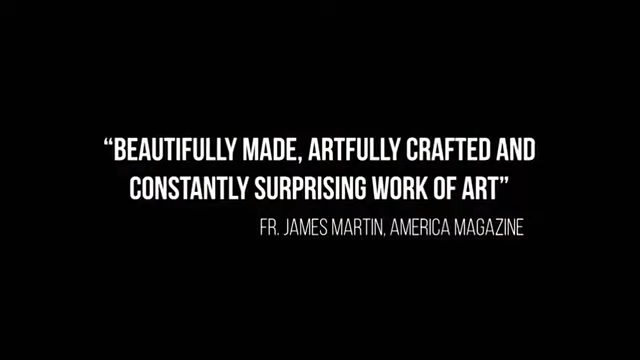 “BEAUTIFULLY MADE, ARTFULLY CRAFTED AND
CONSTANTLY SURPRISING WORK OF ART”
FR. JAMES MARTIN, AMERICA MAGAZINE